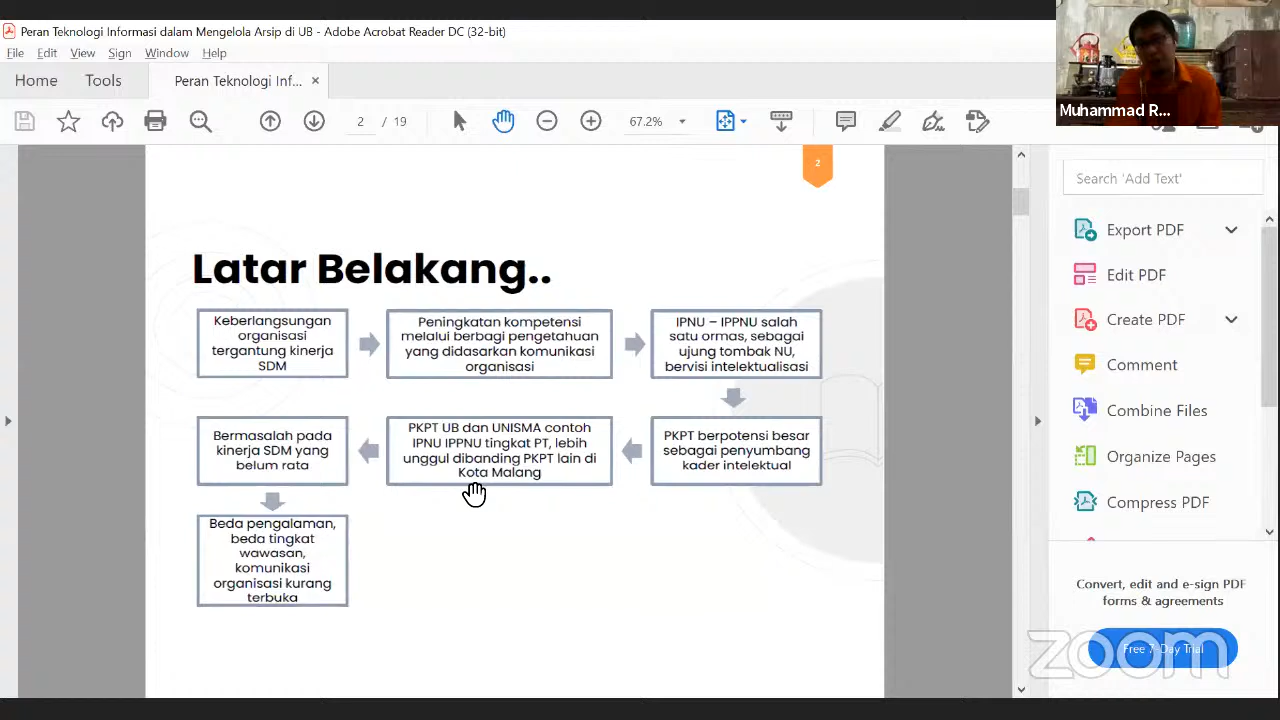 Peran Teknologi Informasi dalam Mengelola Arsip di UB - Adobe Acrobat Reader DC (32-bit)
File Edit View Sign Window Help
Home Tools Peran Teknologi Inf... ×
2 / 19 67.2%
Muhammad R...
2
Search 'Add Text'
Latar Belakang..
Keberlangsungan
organisasi
tergantung kinerja
SDM
Peningkatan kompetensi
melalui berbagi pengetahuan
yang didasarkan komunikasi
organisasi
IPNU – IPPNU salah
satu ormas, sebagai
ujung tombak NU,
bervisi intelektualisasi
PKPT berpotensi besar
sebagai penyumbang
kader intelektual
PKPT UB dan UNISMA contoh
IPNU IPPNU tingkat PT, lebih
unggul dibanding PKPT lain di
Kota Malang
Bermasalah pada
kinerja SDM yang
belum rata
Beda pengalaman,
beda tingkat
wawasan,
komunikasi
organisasi kurang
terbuka
Export PDF
Edit PDF
Create PDF
Comment
Combine Files
Organize Pages
Compress PDF
Convert, edit and e-sign PDF
forms & agreements
Free 7-Day Trial
zoom